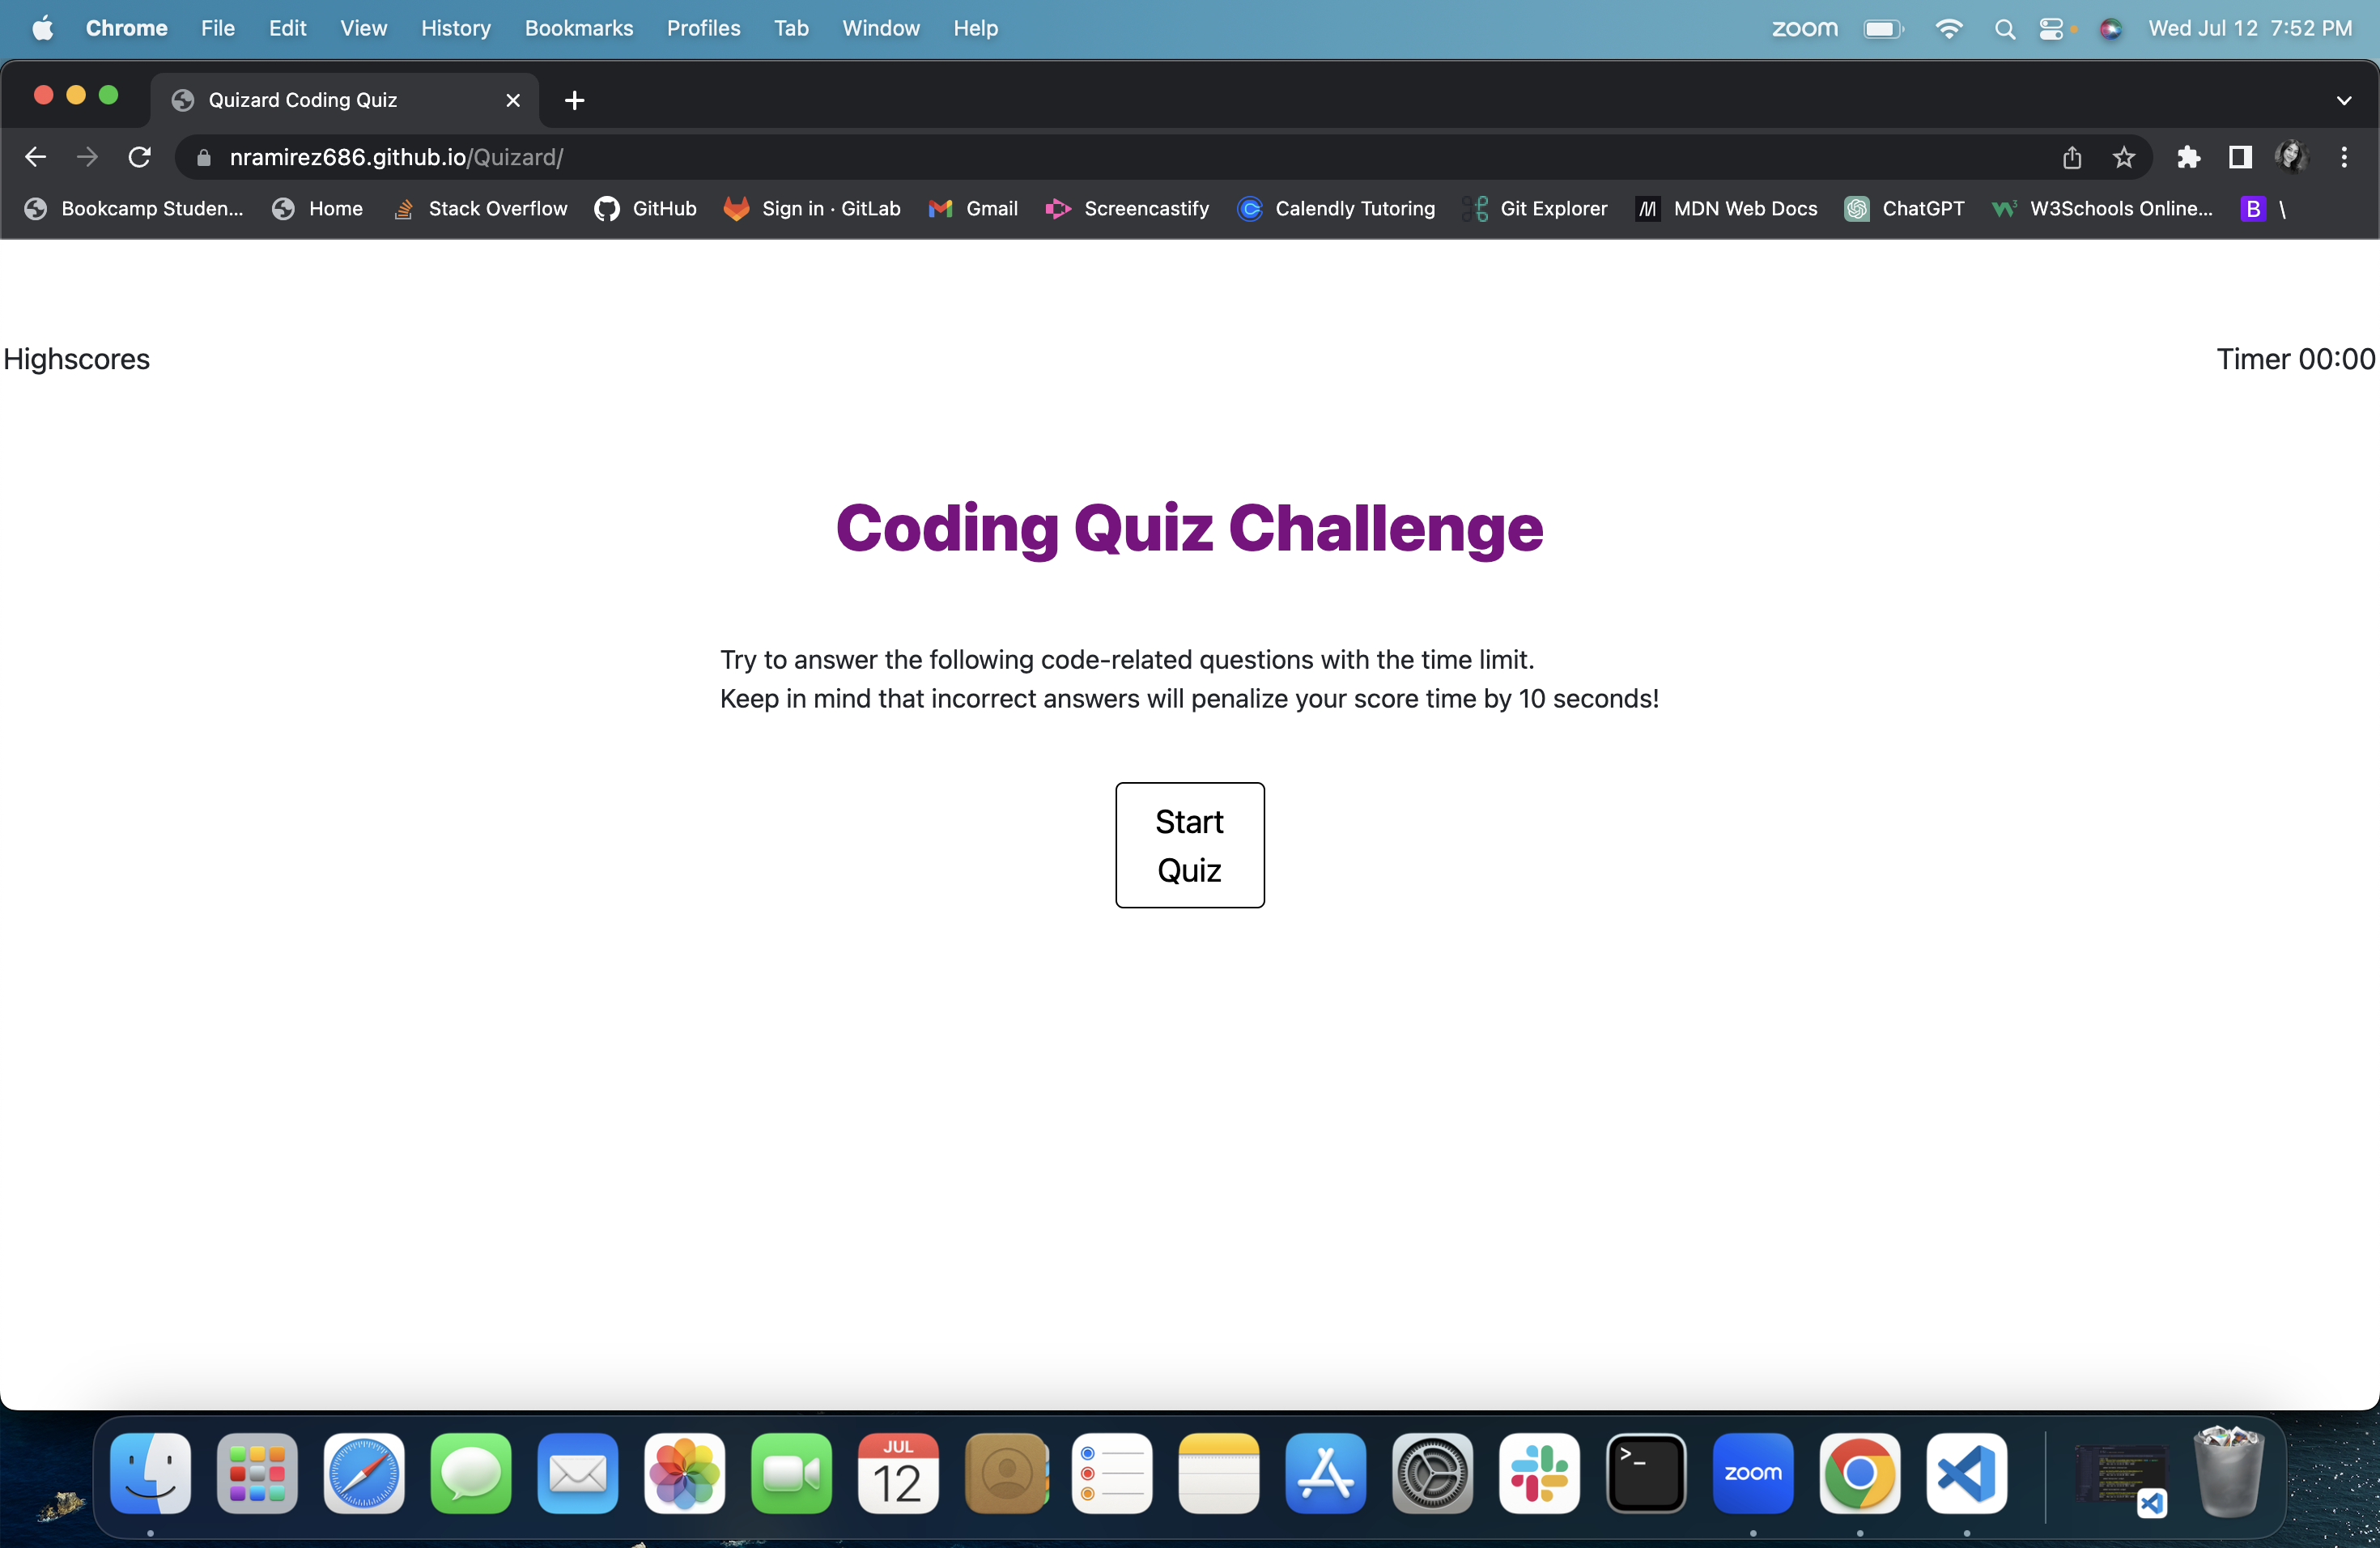 Chrome File Edit View History Bookmarks Profiles Tab Window Help zoom Wed Jul 12 7:52 PM
Quizard Coding Quiz
nramirez686.github.io/Quizard/
Bookcamp Studen... Home Stack Overflow GitHub Sign in · GitLab Gmail Screencastify Calendly Tutoring Git Explorer MDN Web Docs ChatGPT W3Schools Online... B \
Highscores Timer 00:00
Coding Quiz Challenge
Try to answer the following code-related questions with the time limit.
Keep in mind that incorrect answers will penalize your score time by 10 seconds!
Start
Quiz
JUL
12
>_
zoom